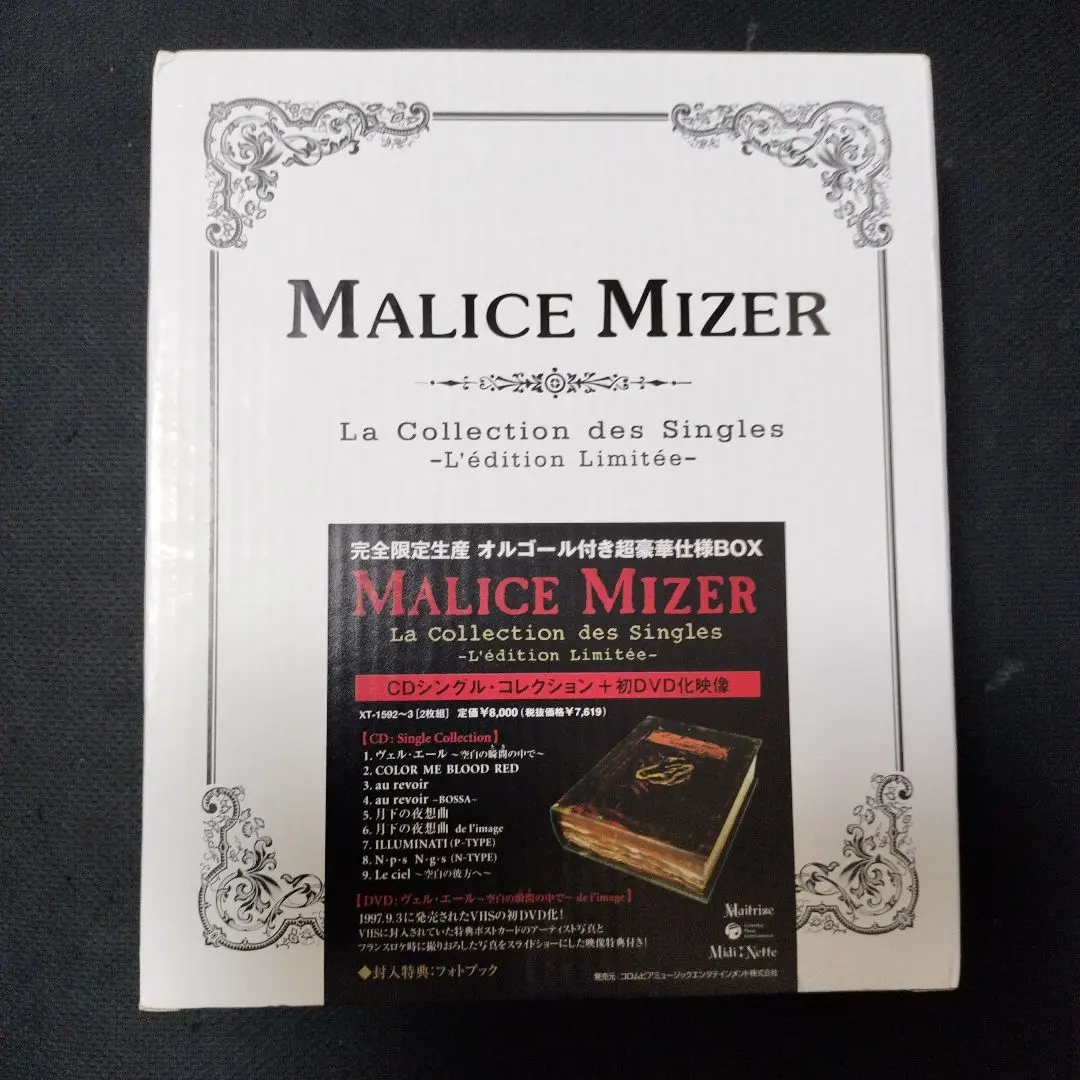 MALICE MIZER
La Collection des Singles
-L'édition Limitée-
完全限定生産 オルゴール付き超豪華仕様BOX
MALICE MIZER
La Collection des Singles
-L'édition Limitée-
CDシングル・コレクション+初DVD化映像
XT-1592〜3[2枚組] 定価¥8,000(税抜価格¥7,619)
【CD: Single Collection】
1. ヴェル・エール 〜空白の瞬間の中で〜
2. COLOR ME BLOOD RED
3. au revoir
4. au revoir 〜BOSSA〜
5. 月下の夜想曲
6. 月下の夜想曲 de l'image
7. ILLUMINATI (P-TYPE)
8. N・p・s N・g・s (N-TYPE)
9. Le ciel 〜空白の彼方へ〜
【DVD: ヴェル・エール〜空白の瞬間の中で〜 de l'image】
1997.9.3に発売されたVHSの初DVD化!
VHSに封入されていた特典ポストカードのアーティスト写真と
フランスロケ時に撮りおろした写真をスライドショーにした映像特典付き!
◆封入特典:フォトブック
Maitrize
Midi:Nette
発売元:コロムビアミュージックエンタテインメント株式会社